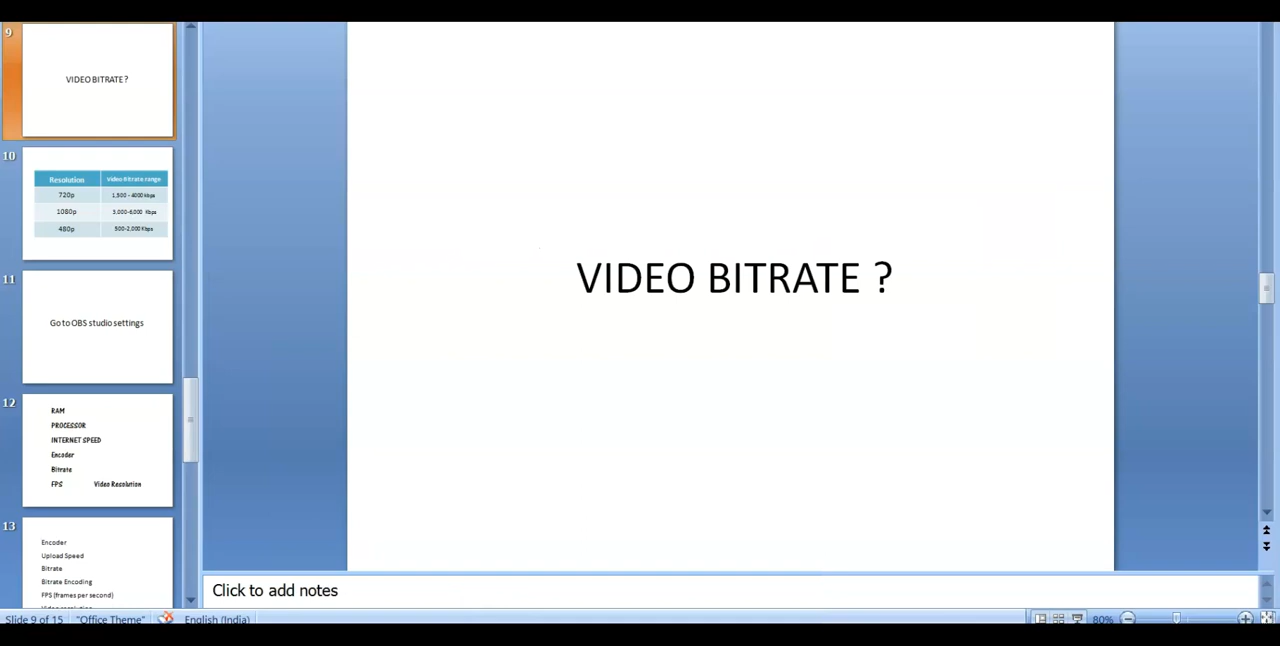 9
VIDEO BITRATE ?
10
Resolution Video Bitrate range
720p 1,500 - 4000 kbps
1080p 3,000-6,000 Kbps
480p 500-2,000 Kbps
11
Go to OBS studio settings
12
RAM
PROCESSOR
INTERNET SPEED
Encoder
Bitrate
FPS Video Resolution
13
Encoder
Upload Speed
Bitrate
Bitrate Encoding
FPS (frames per second)
Video resolution
VIDEO BITRATE ?
Click to add notes
Slide 9 of 15 "Office Theme" English (India) 80%